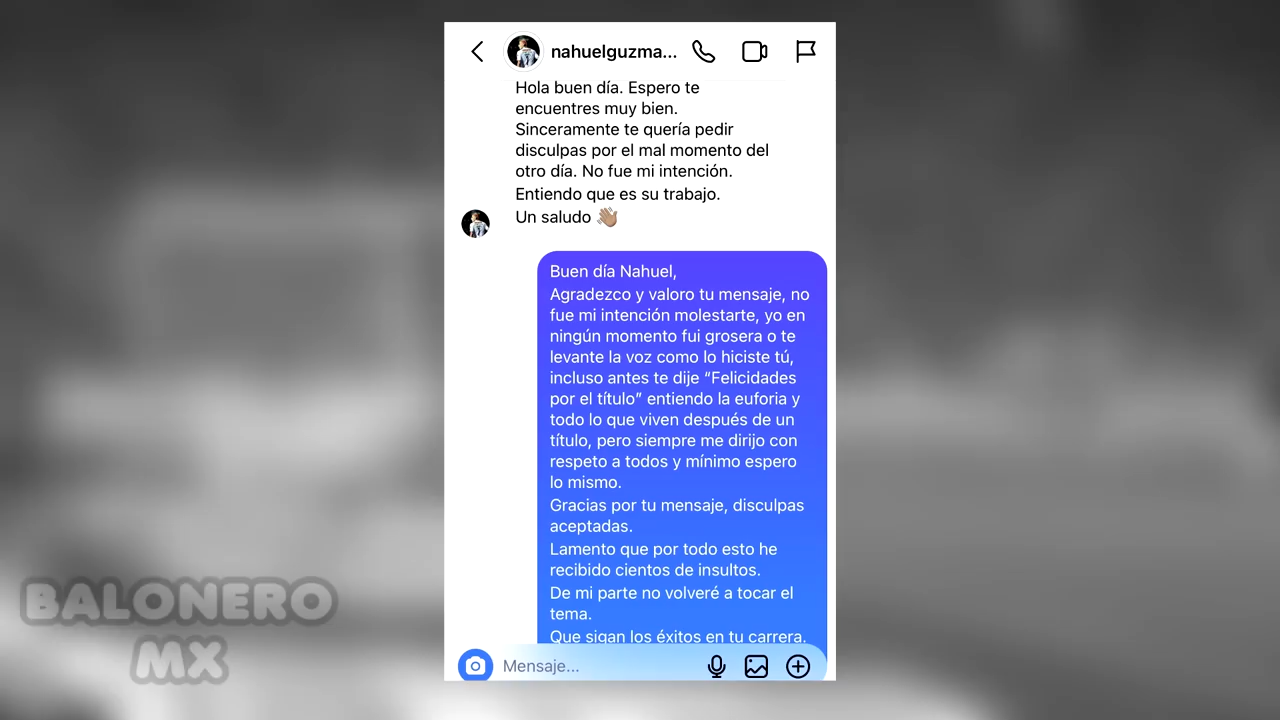 nahuelguzma...
Hola buen día. Espero te
encuentres muy bien.
Sinceramente te quería pedir
disculpas por el mal momento del
otro día. No fue mi intención.
Entiendo que es su trabajo.
Un saludo 👋🏽
Buen día Nahuel,
Agradezco y valoro tu mensaje, no
fue mi intención molestarte, yo en
ningún momento fui grosera o te
levante la voz como lo hiciste tú,
incluso antes te dije “Felicidades
por el título” entiendo la euforia y
todo lo que viven después de un
título, pero siempre me dirijo con
respeto a todos y mínimo espero
lo mismo.
Gracias por tu mensaje, disculpas
aceptadas.
Lamento que por todo esto he
recibido cientos de insultos.
De mi parte no volveré a tocar el
tema.
Que sigan los éxitos en tu carrera.
Mensaje...
BALONERO
MX